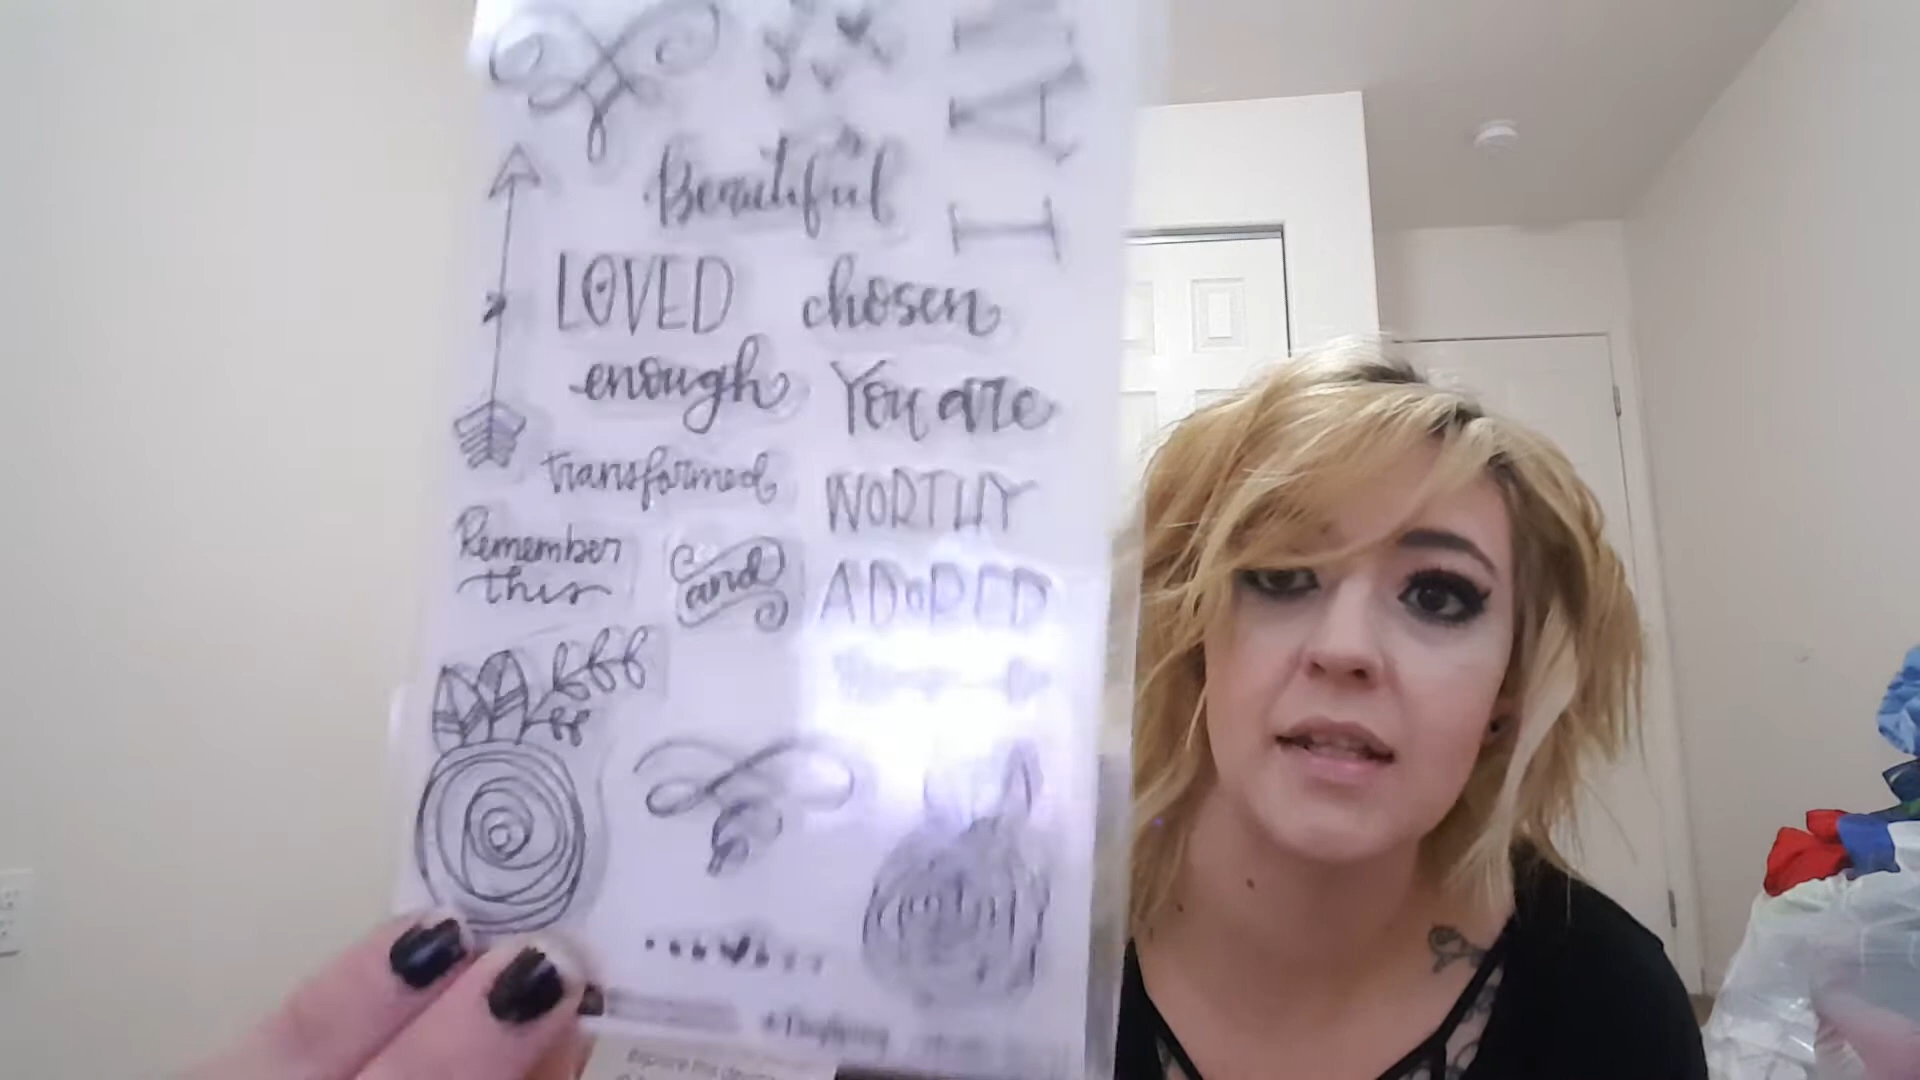 I AM
Beautiful
LOVED
chosen
enough
You are
transformed
WORTHY
Remember
this
and
ADORED